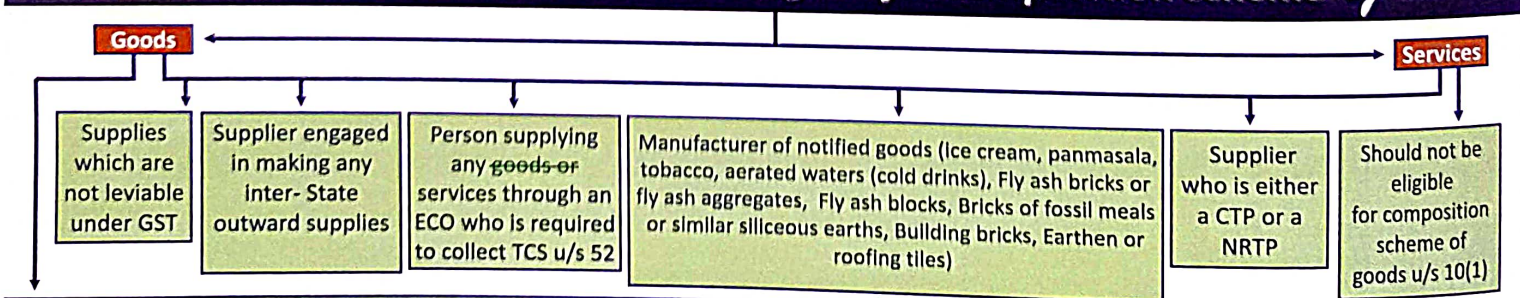 Goods
Services
Supplies
which are
not leviable
under GST
Supplier engaged
in making any
inter- State
outward supplies
Person supplying
any goods or
services through an
ECO who is required
to collect TCS u/s 52
Manufacturer of notified goods (Ice cream, panmasala,
tobacco, aerated waters (cold drinks), Fly ash bricks or
fly ash aggregates, Fly ash blocks, Bricks of fossil meals
or similar siliceous earths, Building bricks, Earthen or
roofing tiles)
Supplier
who is either
a CTP or a
NRTP
Should not be
eligible
for composition
scheme of
goods u/s 10(1)